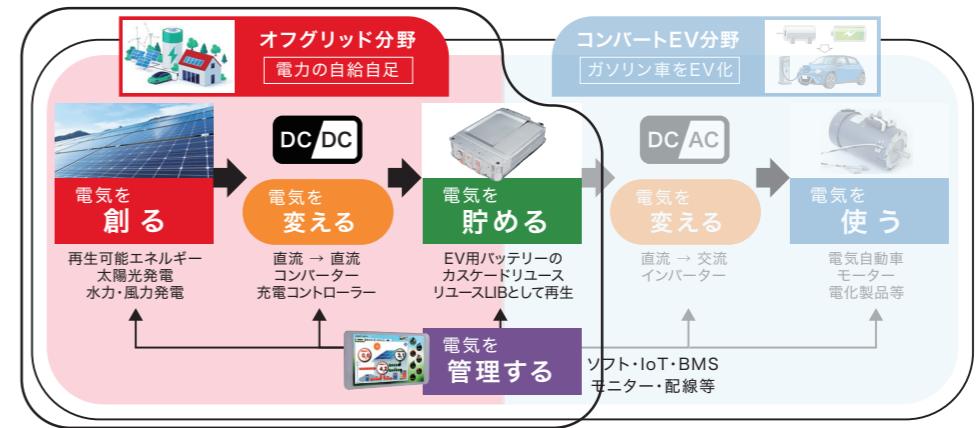 オフグリッド分野
電力の自給自足
コンバートEV分野
ガソリン車をEV化
電気を
創る
再生可能エネルギー
太陽光発電
水力・風力発電
DC/DC
電気を
変える
直流 → 直流
コンバーター
充電コントローラー
電気を
貯める
EV用バッテリーの
カスケードリユース
リユースLIBとして再生
DC/AC
電気を
変える
直流 → 交流
インバーター
電気を
使う
電気自動車
モーター
電化製品等
電気を
管理する
ソフト・IoT・BMS
モニター・配線等